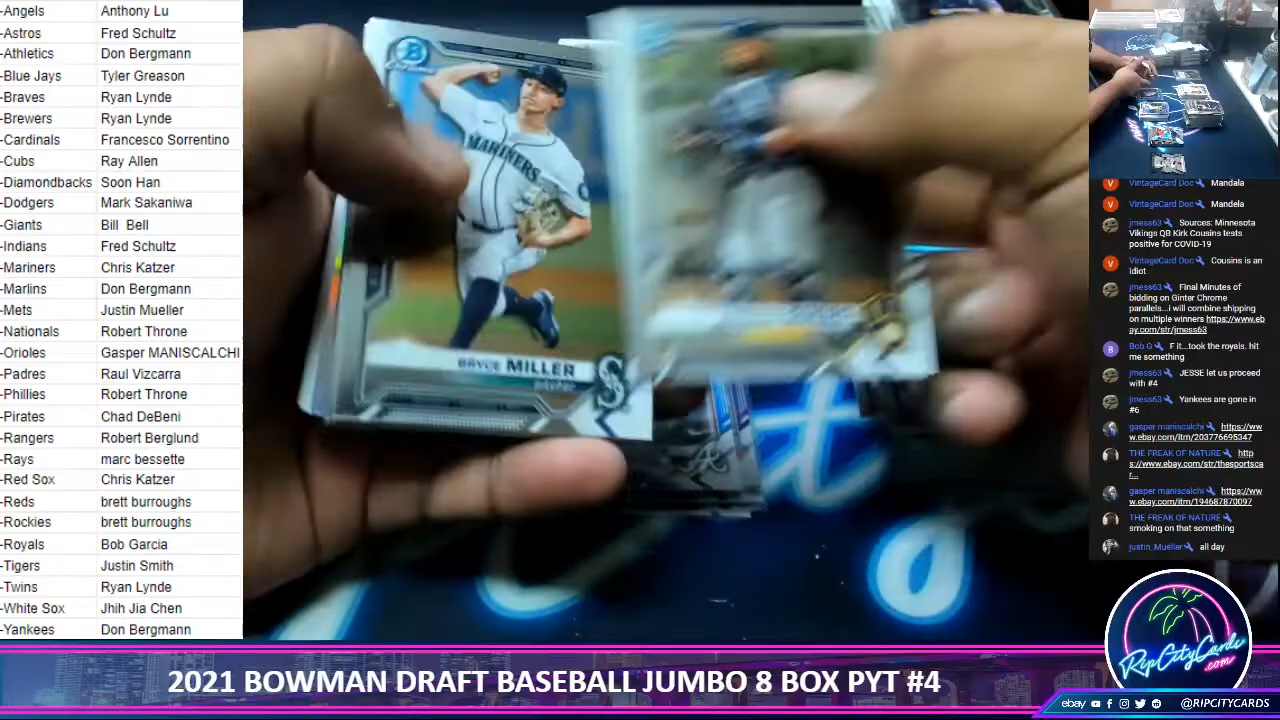 -Angels Anthony Lu
-Astros Fred Schultz
-Athletics Don Bergmann
-Blue Jays Tyler Greason
-Braves Ryan Lynde
-Brewers Ryan Lynde
-Cardinals Francesco Sorrentino
-Cubs Ray Allen
-Diamondbacks Soon Han
-Dodgers Mark Sakaniwa
-Giants Bill Bell
-Indians Fred Schultz
-Mariners Chris Katzer
-Marlins Don Bergmann
-Mets Justin Mueller
-Nationals Robert Throne
-Orioles Gasper MANISCALCHI
-Padres Raul Vizcarra
-Phillies Robert Throne
-Pirates Chad DeBeni
-Rangers Robert Berglund
-Rays marc bessette
-Red Sox Chris Katzer
-Reds brett burroughs
-Rockies brett burroughs
-Royals Bob Garcia
-Tigers Justin Smith
-Twins Ryan Lynde
-White Sox Jhih Jia Chen
-Yankees Don Bergmann
MARINERS
BRYCE MILLER
pitcher
VintageCard Doc Mandala
VintageCard Doc Mandela
jmess63 Sources: Minnesota
Vikings QB Kirk Cousins tests
positive for COVID-19
VintageCard Doc Cousins is an
Idiot
jmess63 Final Minutes of
bidding on Ginter Chrome
parallels...i will combine shipping
on multiple winners https://www.eb
ay.com/str/jmess63
Bob G F it...took the royals. hit
me something
jmess63 JESSE let us proceed
with #4
jmess63 Yankees are gone in
#6
gasper maniscalchi https://ww
w.ebay.com/itm/203776695347
THE FREAK OF NATURE http
s://www.ebay.com/str/thesportsca
r...
gasper maniscalchi https://ww
w.ebay.com/itm/194687870097
THE FREAK OF NATURE
smoking on that something
justin_Mueller all day
RipCityCards
.com
2021 BOWMAN DRAFT BASEBALL JUMBO 8 BOX PYT #4
ebay @RIPCITYCARDS